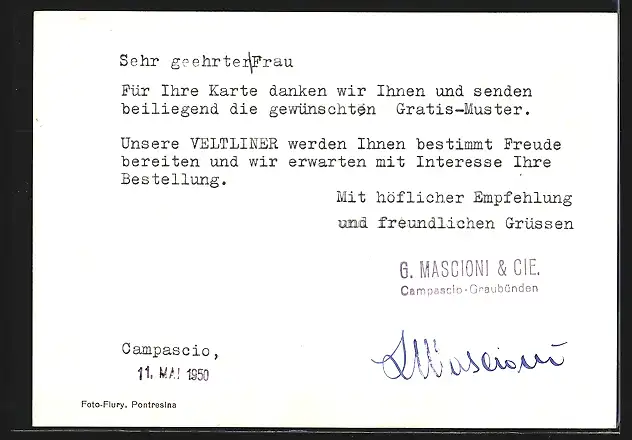 Sehr geehrter Frau
Für Ihre Karte danken wir Ihnen und senden
beiliegend die gewünschten Gratis-Muster.
Unsere VELTLINER werden Ihnen bestimmt Freude
bereiten und wir erwarten mit Interesse Ihre
Bestellung.
Mit höflicher Empfehlung
und freundlichen Grüssen
G. MASCIONI & CIE.
Campascio-Graubünden
Campascio,
11. MAI 1950
Mascioni
Foto-Flury, Pontresina